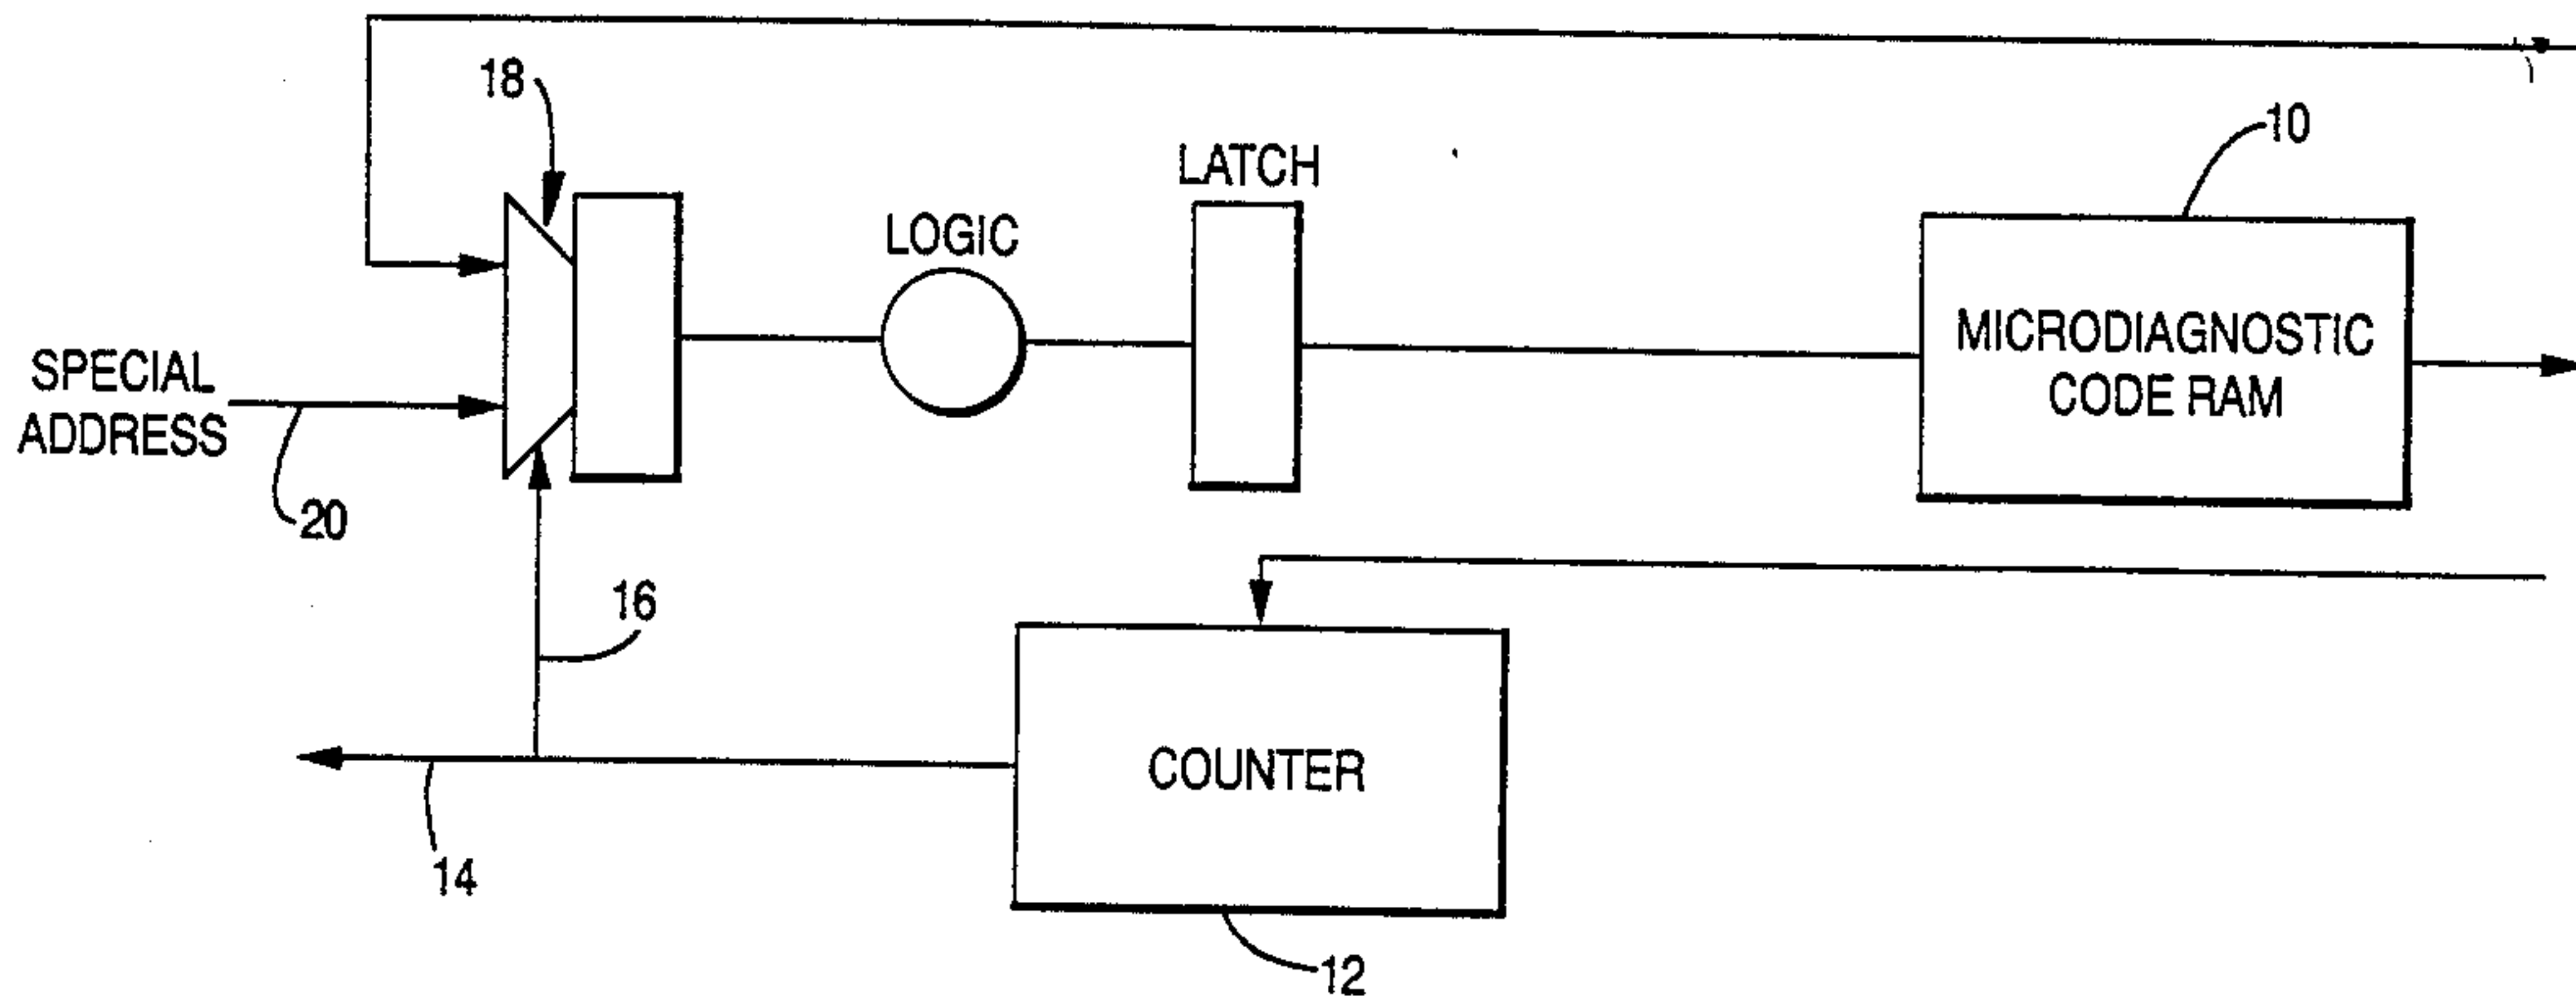 18
10
LATCH
LOGIC
MICRODIAGNOSTIC
CODE RAM
SPECIAL
ADDRESS
20
16
COUNTER
14
12